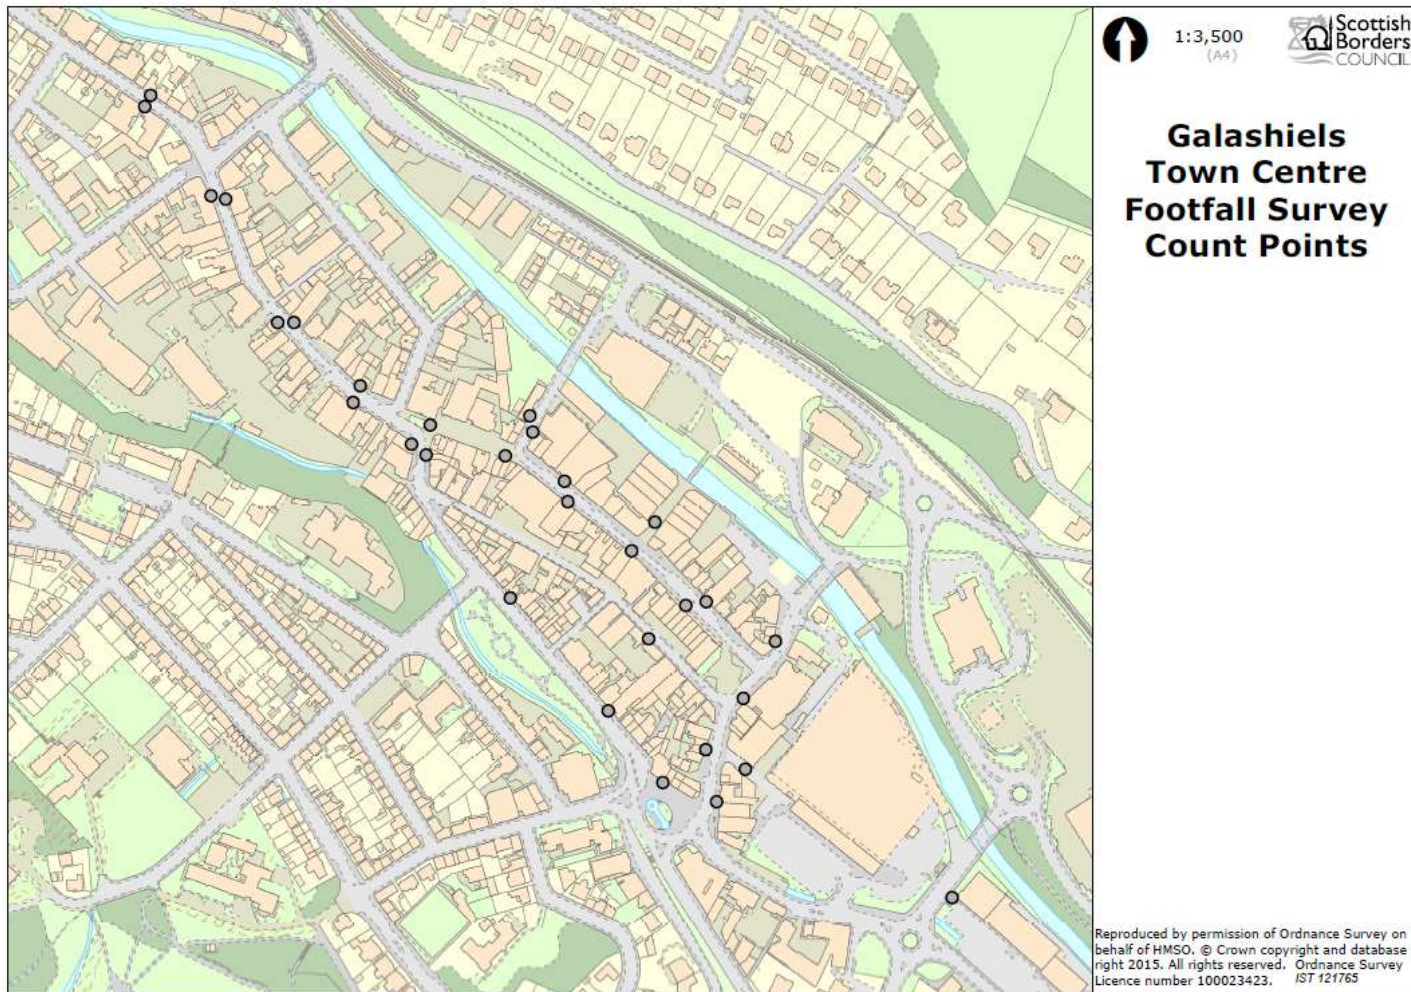 1:3,500
(A4)
Scottish
Borders
COUNCIL
Galashiels
Town Centre
Footfall Survey
Count Points
Reproduced by permission of Ordnance Survey on
behalf of HMSO. © Crown copyright and database
right 2015. All rights reserved. Ordnance Survey
Licence number 100023423. IST 121765